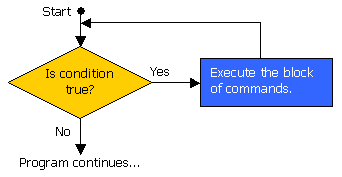 Start
Is condition
true?
Yes
Execute the block
of commands.
No
Program continues...